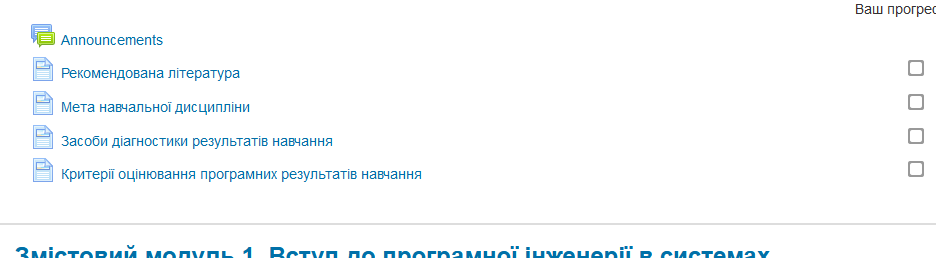 Ваш прогрес
Announcements
Рекомендована література
Мета навчальної дисципліни
Засоби діагностики результатів навчання
Критерії оцінювання програмних результатів навчання
Змістовий модуль 1. Вступ до програмної інженерії в системах